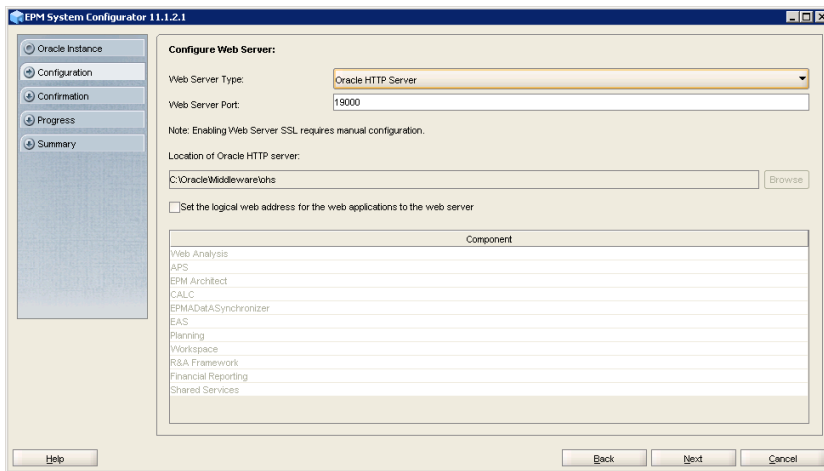 EPM System Configurator 11.1.2.1
Oracle Instance
Configuration
Confirmation
Progress
Summary
Configure Web Server:
Web Server Type: Oracle HTTP Server
Web Server Port: 19000
Note: Enabling Web Server SSL requires manual configuration.
Location of Oracle HTTP server:
C:\Oracle\Middleware\ohs Browse
Set the logical web address for the web applications to the web server
Component
Web Analysis
APS
EPM Architect
CALC
EPMADatASynchronizer
EAS
Planning
Workspace
R&A Framework
Financial Reporting
Shared Services
Help Back Next Cancel